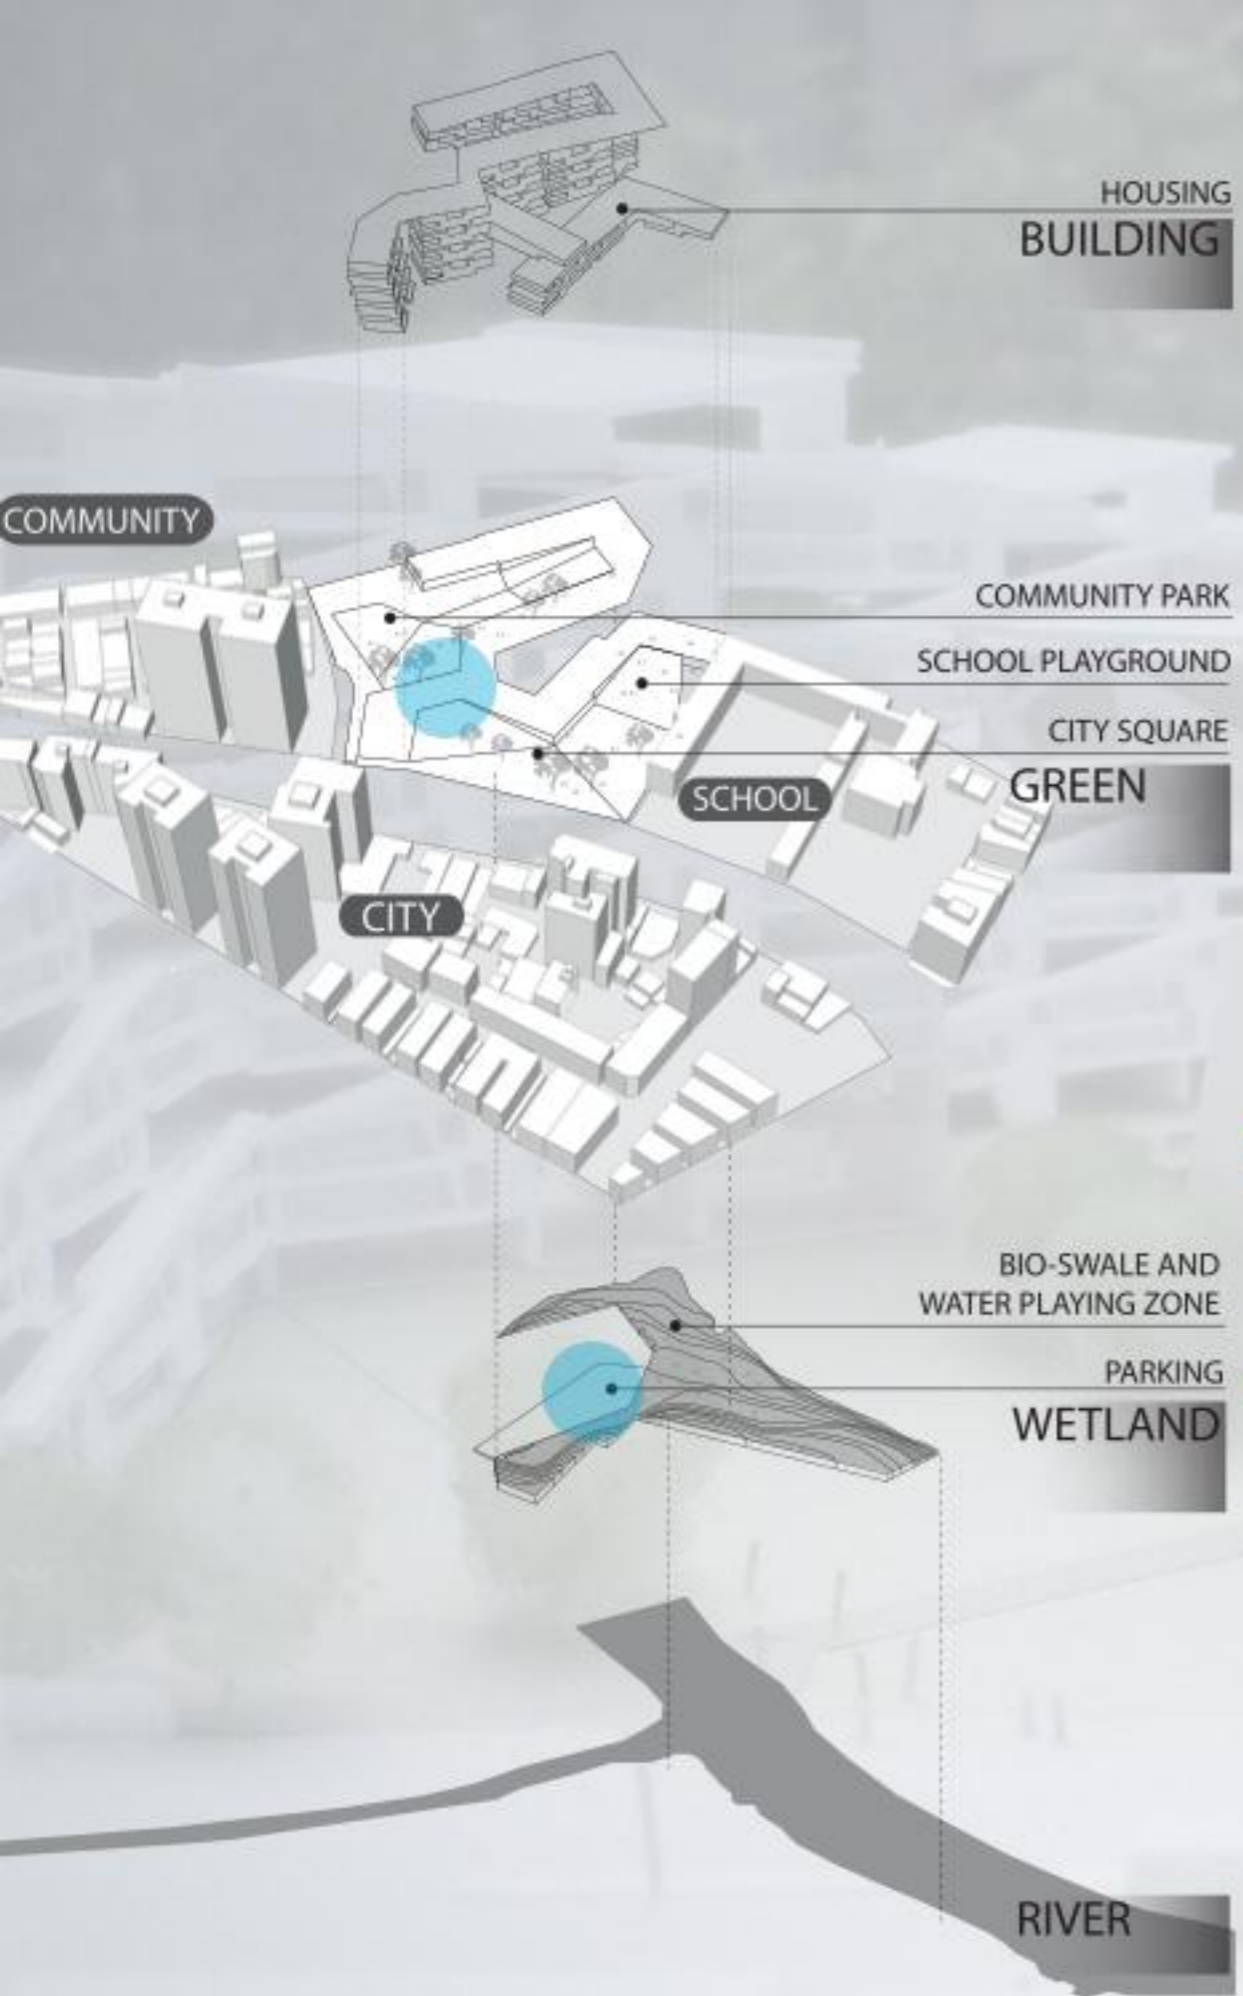 HOUSING
BUILDING
COMMUNITY
COMMUNITY PARK
SCHOOL PLAYGROUND
CITY SQUARE
GREEN
SCHOOL
CITY
BIO-SWALE AND
WATER PLAYING ZONE
PARKING
WETLAND
RIVER